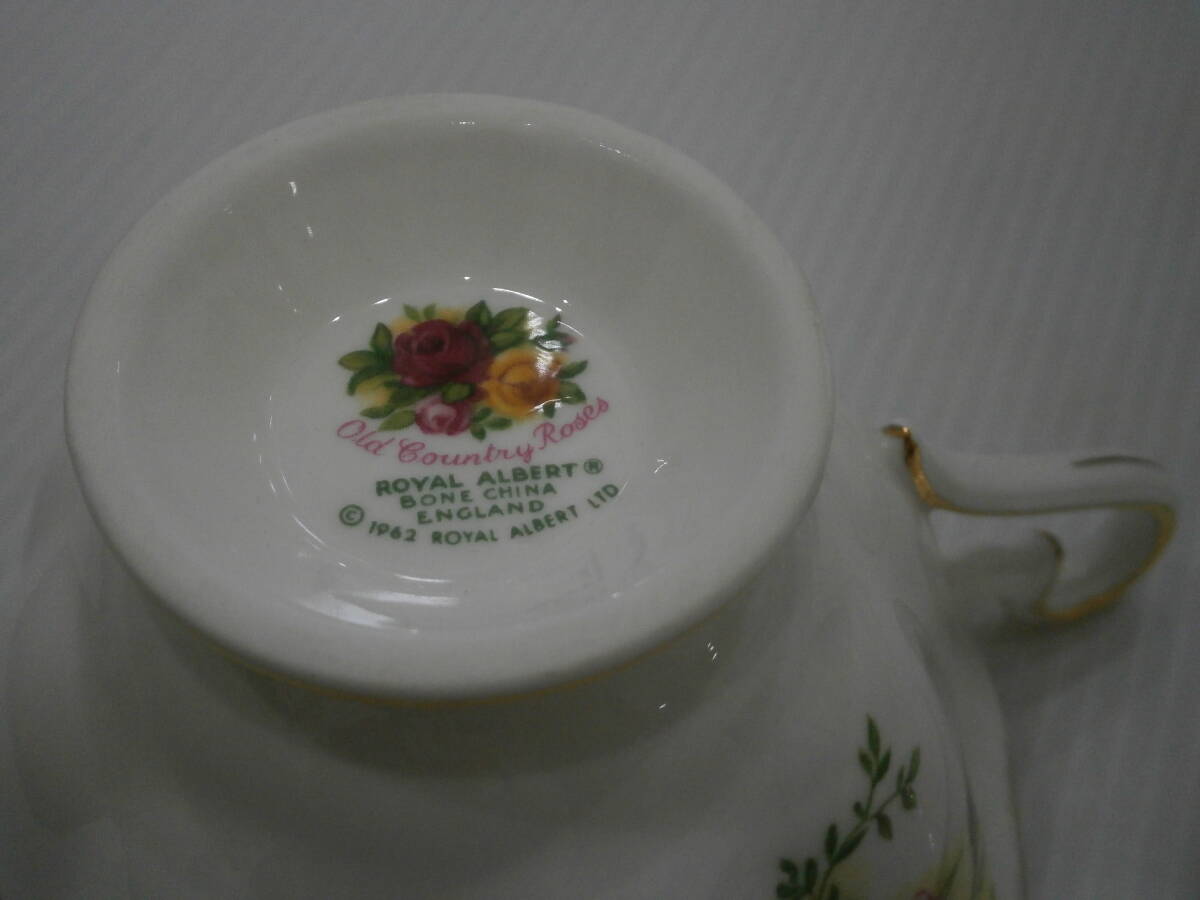 Old Country Roses
ROYAL ALBERT ®
BONE CHINA
ENGLAND
© 1962 ROYAL ALBERT LTD